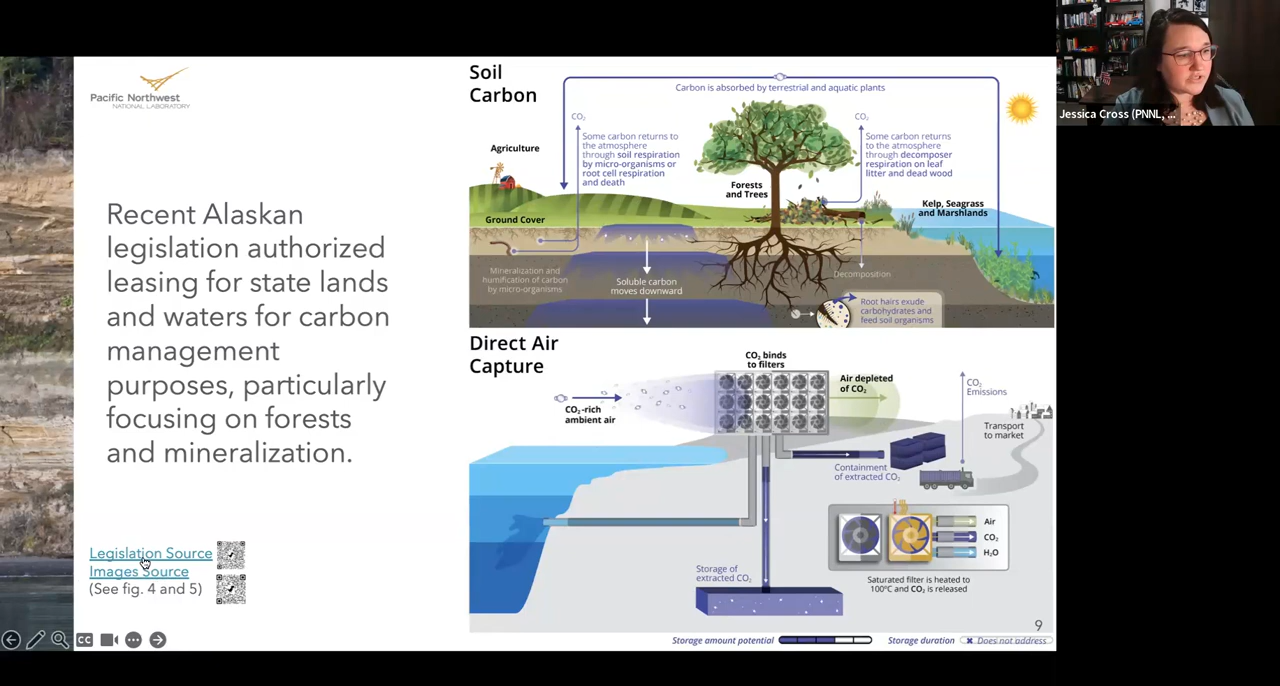 Pacific Northwest
NATIONAL LABORATORY
Recent Alaskan
legislation authorized
leasing for state lands
and waters for carbon
management
purposes, particularly
focusing on forests
and mineralization.
Legislation Source
Images Source
(See fig. 4 and 5)
CC
Soil
Carbon
Carbon is absorbed by terrestrial and aquatic plants
CO₂
Some carbon returns to
the atmosphere
through soil respiration
by micro-organisms or
root cell respiration
and death
CO₂
Some carbon returns
to the atmosphere
through decomposer
respiration on leaf
litter and dead wood
Agriculture
Forests
and Trees
Kelp, Seagrass
and Marshlands
Ground Cover
Mineralization and
humification of carbon
by micro-organisms
Soluble carbon
moves downward
Decomposition
Root hairs exude
carbohydrates and
feed soil organisms
Direct Air
Capture
CO₂ binds
to filters
CO₂-rich
ambient air
Air depleted
of CO₂
CO₂
Emissions
Transport
to market
Containment
of extracted CO₂
Air
CO₂
H₂O
Saturated filter is heated to
100°C and CO₂ is released
Storage of
extracted CO₂
9
Storage amount potential
Storage duration
Does not address
Jessica Cross (PNNL, ...